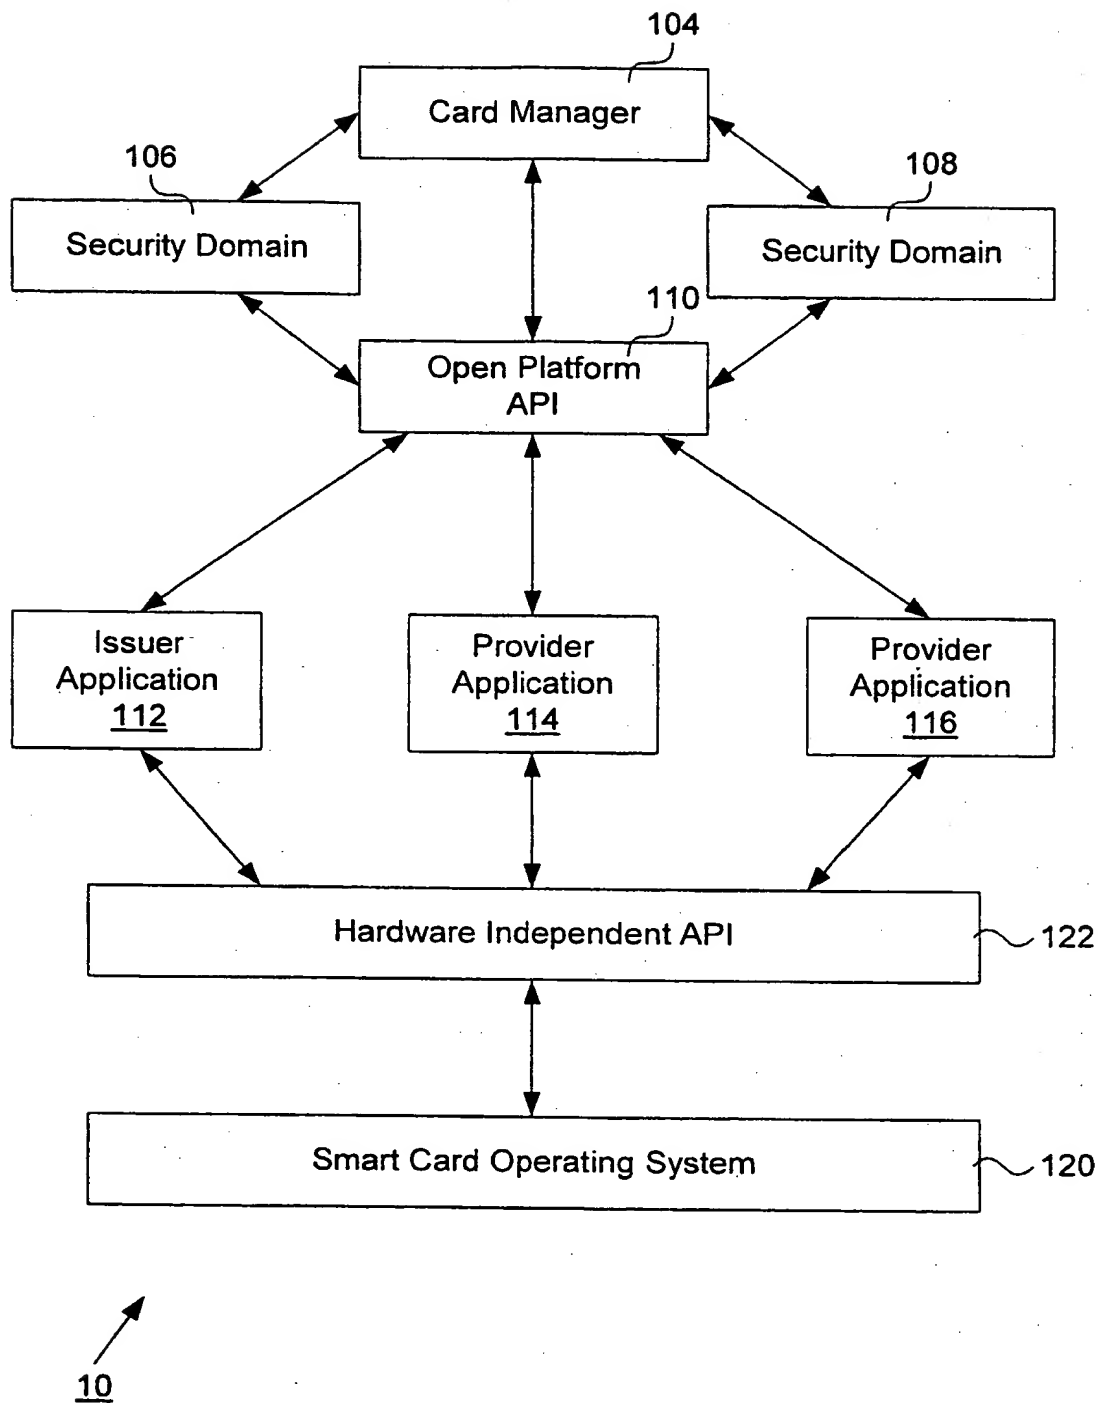 104
Card Manager
106
108
Security Domain
Security Domain
110
Open Platform
API
Issuer
Application
112
Provider
Application
114
Provider
Application
116
Hardware Independent API
122
Smart Card Operating System
120
10